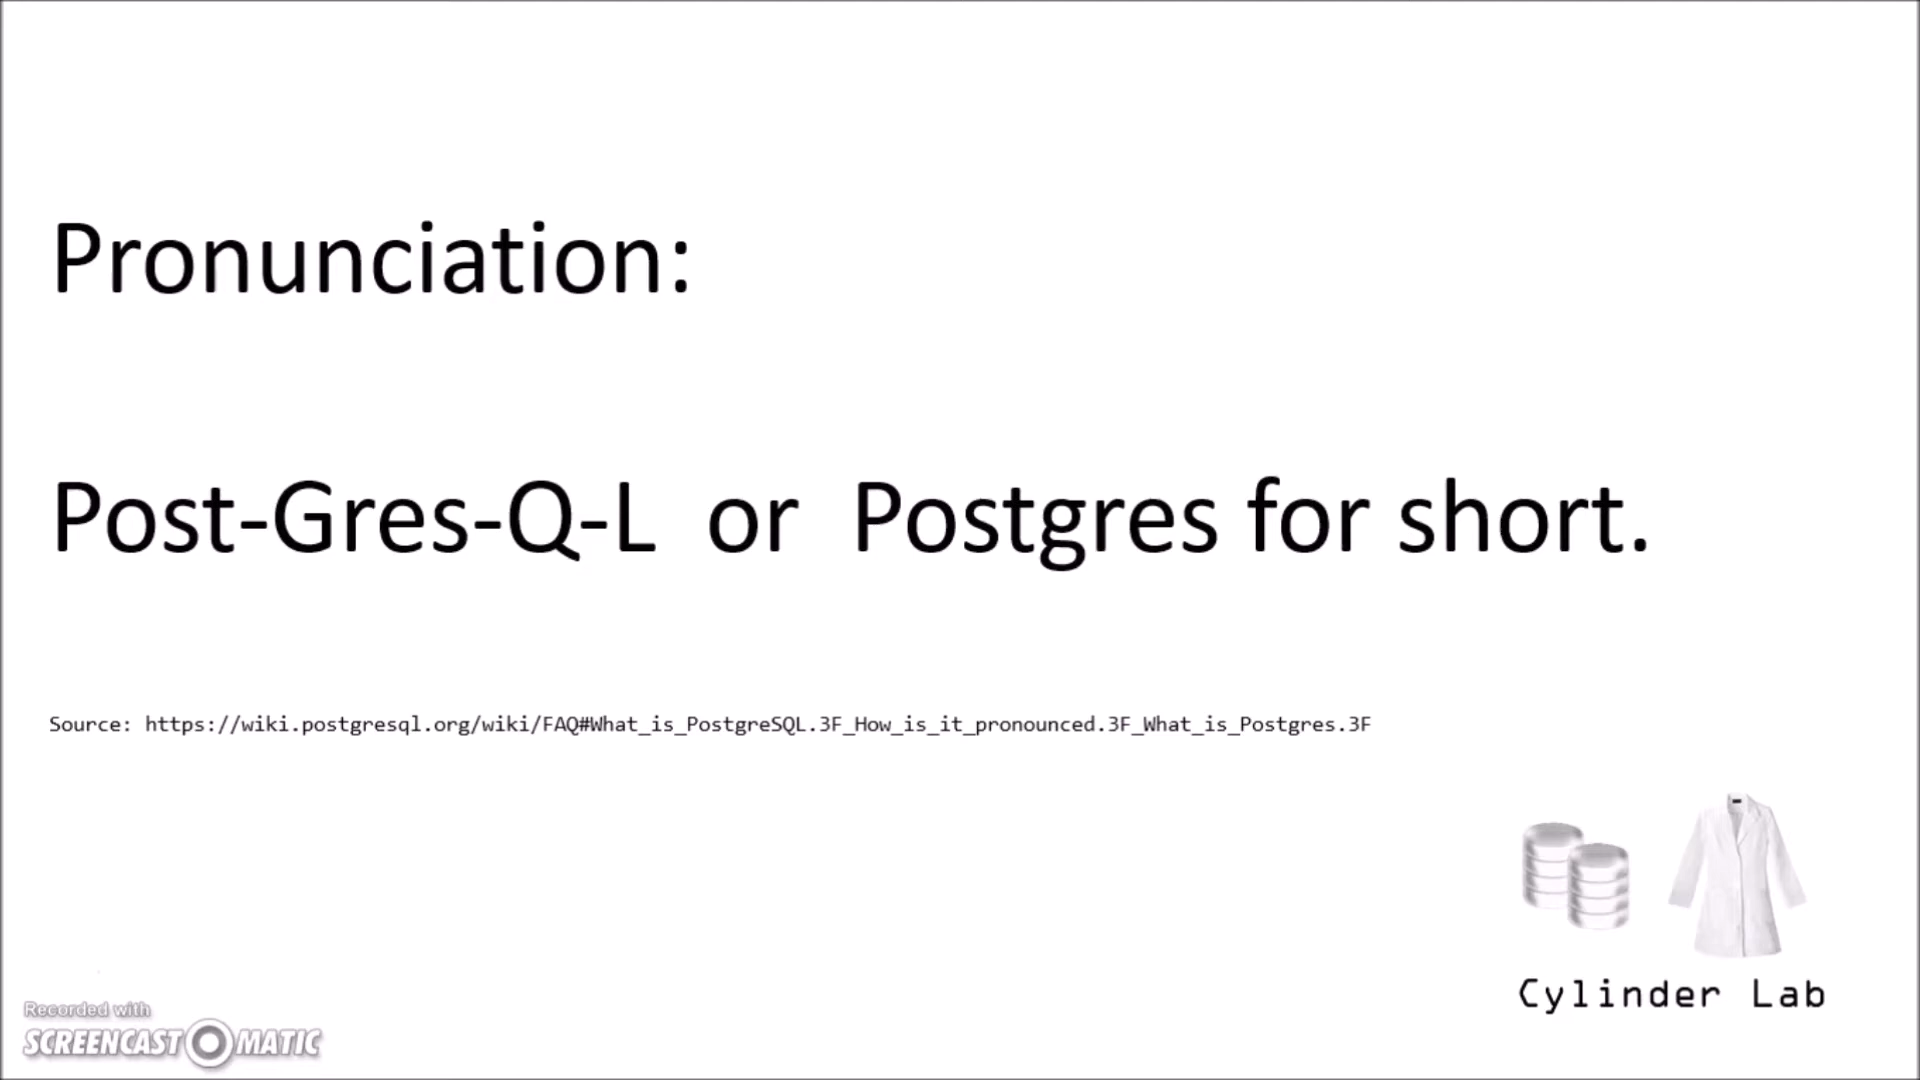 Pronunciation:
Post-Gres-Q-L or Postgres for short.
Source: https://wiki.postgresql.org/wiki/FAQ#What_is_PostgreSQL.3F_How_is_it_pronounced.3F_What_is_Postgres.3F
Cylinder Lab
Recorded with
SCREENCAST MATIC